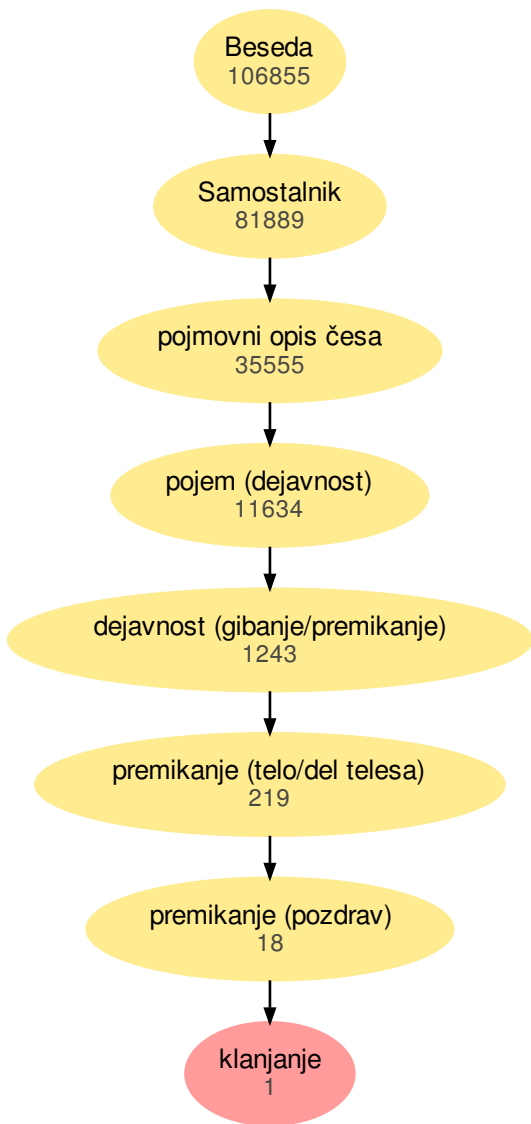 Beseda
106855
Samostalnik
81889
pojmovni opis česa
35555
pojem (dejavnost)
11634
dejavnost (gibanje/premikanje)
1243
premikanje (telo/del telesa)
219
premikanje (pozdrav)
18
klanjanje
1